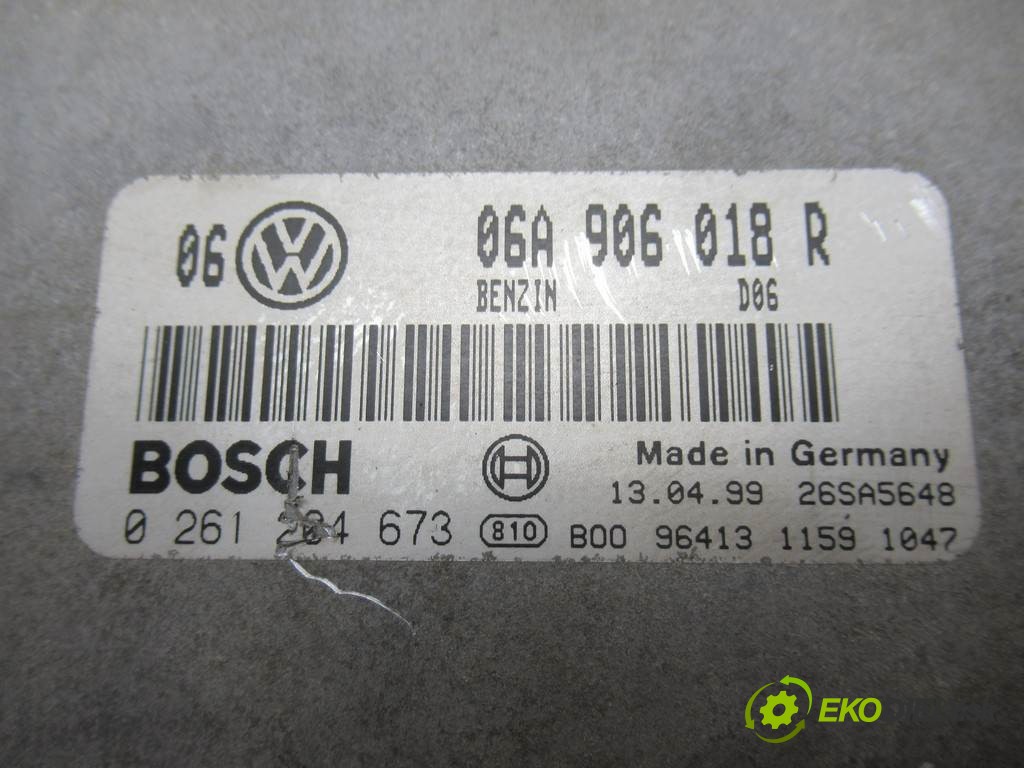 06 06A 906 018 R
BENZIN D06
BOSCH
Made in Germany
13.04.99 26SA5648
0 261 204 673 810 B00 96413 1159 1047
EKO